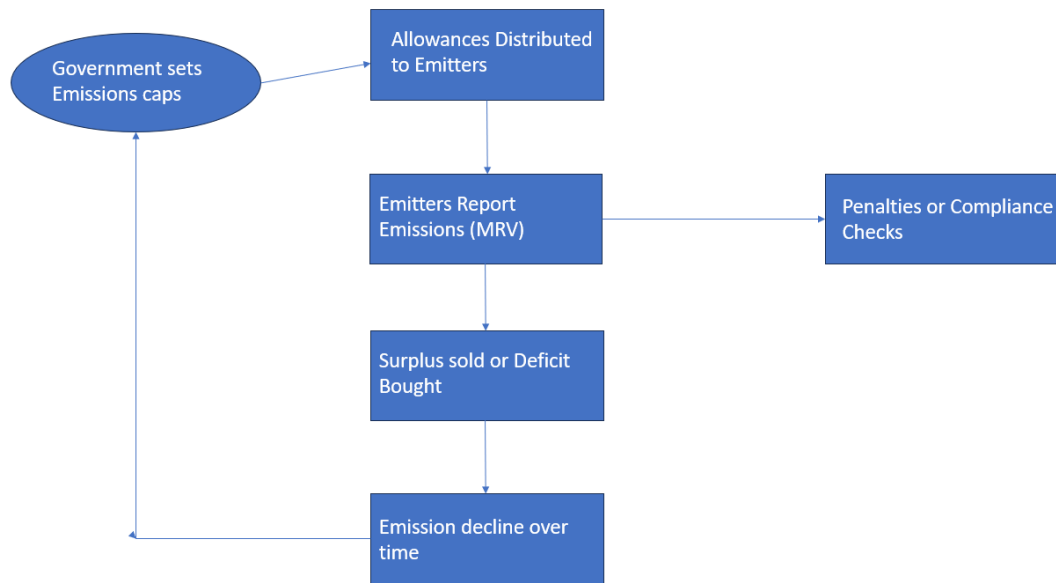 Government sets
Emissions caps
Allowances Distributed
to Emitters
Emitters Report
Emissions (MRV)
Penalties or Compliance
Checks
Surplus sold or Deficit
Bought
Emission decline over
time